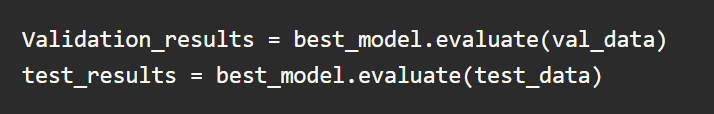 Validation_results = best_model.evaluate(val_data)
test_results = best_model.evaluate(test_data)